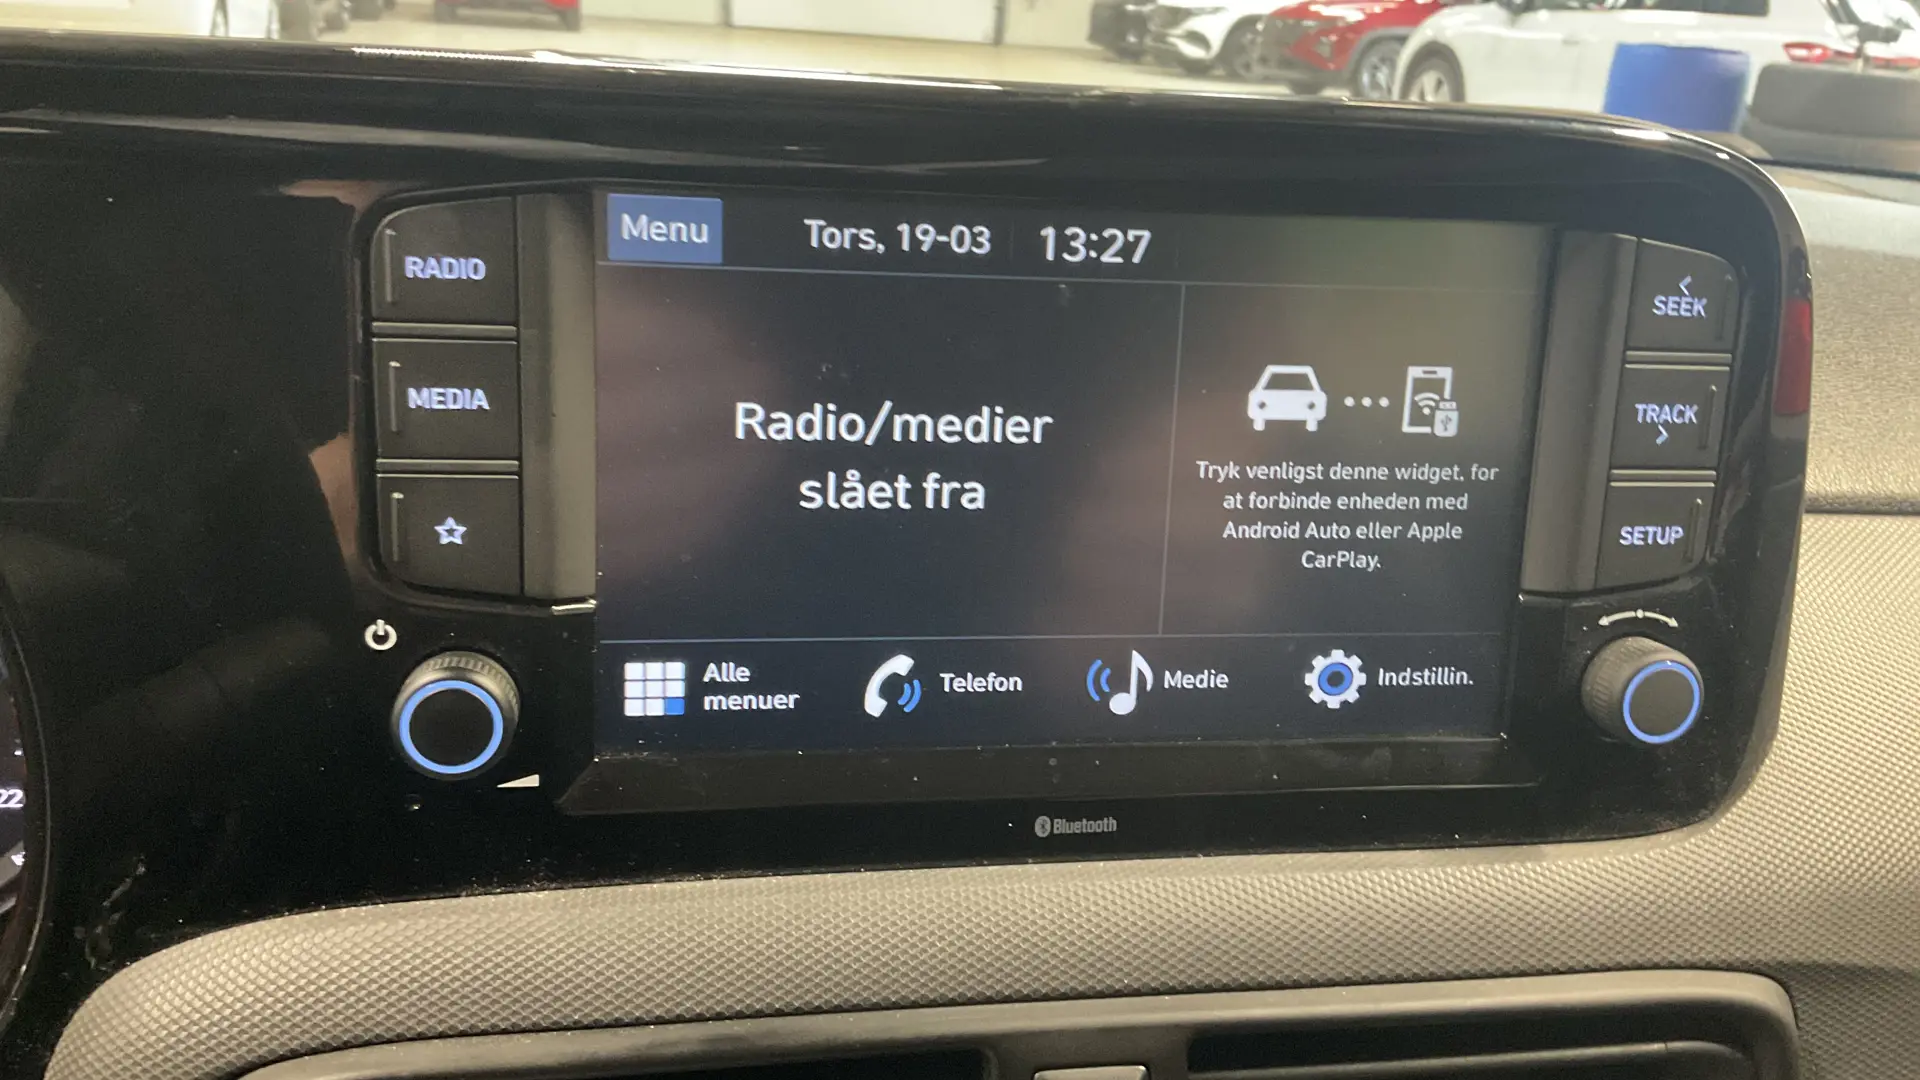 Menu
Tors, 19-03
13:27
RADIO
MEDIA
Radio/medier
slået fra
Tryk venligst denne widget, for
at forbinde enheden med
Android Auto eller Apple
CarPlay.
SEEK
TRACK
SETUP
Alle
menuer
Telefon
Medie
Indstillin.
Bluetooth
22